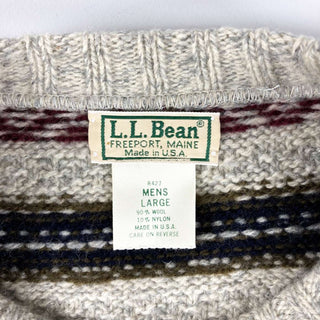 L.L.Bean®
FREEPORT, MAINE
Made in U.S.A.
MENS
LARGE
90% WOOL
10% NYLON
MADE IN U.S.A.
CARE ON REVERSE